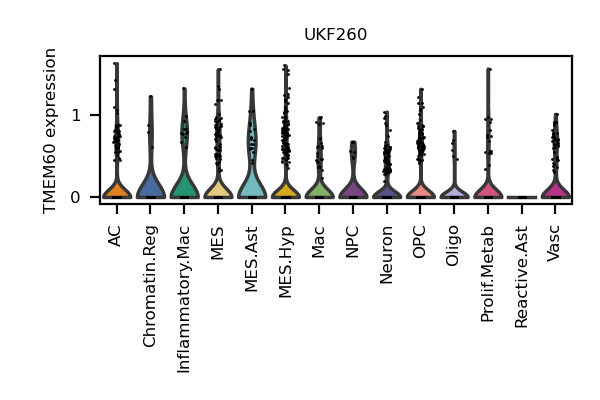 UKF260
TMEM60 expression
1
0
AC
Chromatin.Reg
Inflammatory.Mac
MES
MES.Ast
MES.Hyp
Mac
NPC
Neuron
OPC
Oligo
Prolif.Metab
Reactive.Ast
Vasc